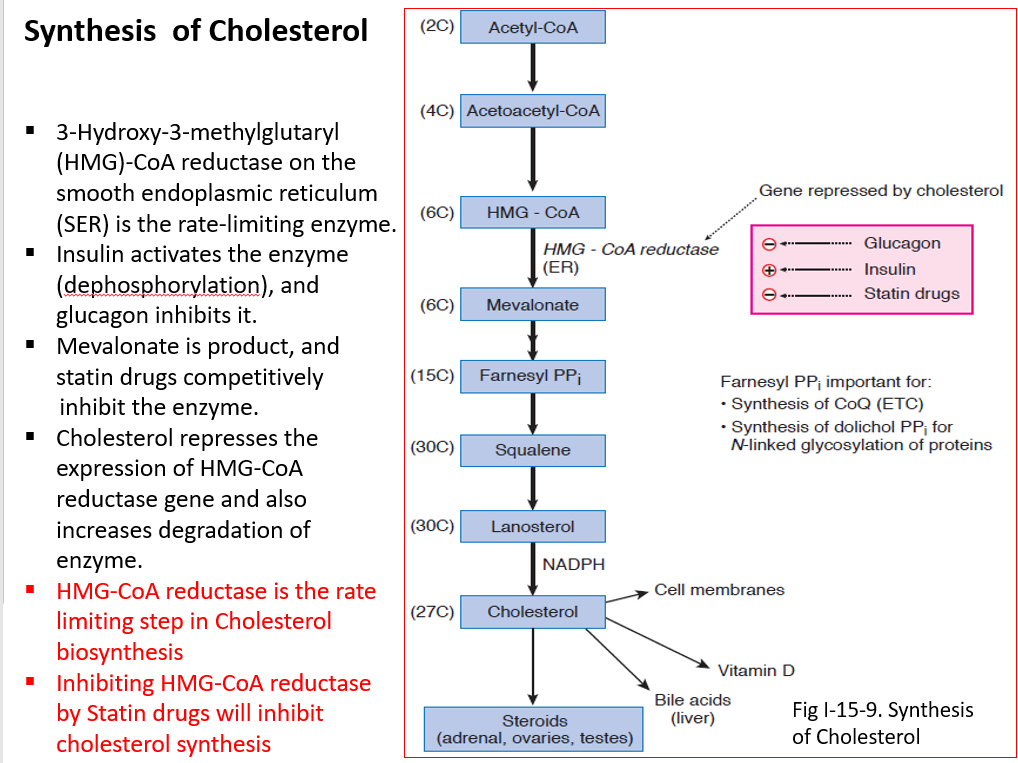 Synthesis of Cholesterol
▪ 3-Hydroxy-3-methylglutaryl
(HMG)-CoA reductase on the
smooth endoplasmic reticulum
(SER) is the rate-limiting enzyme.
▪ Insulin activates the enzyme
(dephosphorylation), and
glucagon inhibits it.
▪ Mevalonate is product, and
statin drugs competitively
inhibit the enzyme.
▪ Cholesterol represses the
expression of HMG-CoA
reductase gene and also
increases degradation of
enzyme.
▪ HMG-CoA reductase is the rate
limiting step in Cholesterol
biosynthesis
▪ Inhibiting HMG-CoA reductase
by Statin drugs will inhibit
cholesterol synthesis
(2C) Acetyl-CoA
(4C) Acetoacetyl-CoA
(6C) HMG - CoA
Gene repressed by cholesterol
HMG - CoA reductase
(ER)
⊖ Glucagon
⊕ Insulin
⊖ Statin drugs
(6C) Mevalonate
(15C) Farnesyl PPi
Farnesyl PPi important for:
• Synthesis of CoQ (ETC)
• Synthesis of dolichol PPi for
N-linked glycosylation of proteins
(30C) Squalene
(30C) Lanosterol
NADPH
(27C) Cholesterol
Cell membranes
Vitamin D
Bile acids
(liver)
Steroids
(adrenal, ovaries, testes)
Fig I-15-9. Synthesis
of Cholesterol